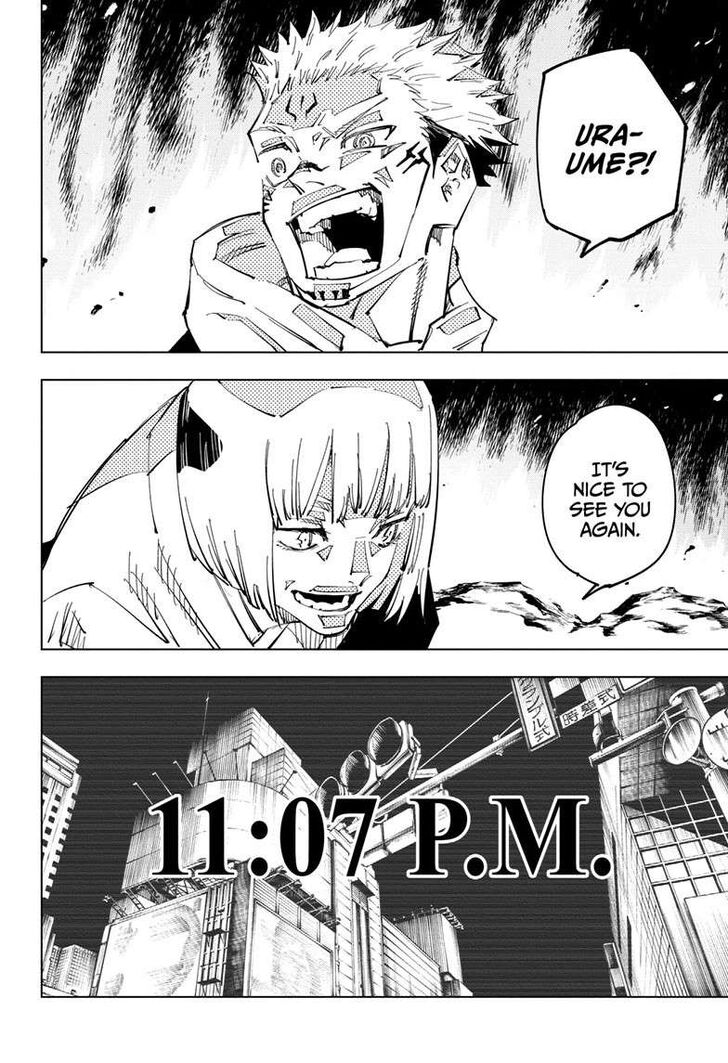 URA-
UME?!
IT'S
NICE TO
SEE YOU
AGAIN.
11:07 P.M.